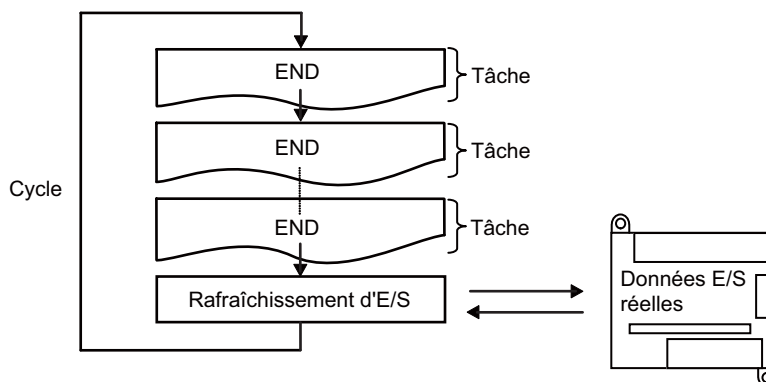 END
Tâche
END
Tâche
Cycle
END
Tâche
Rafraîchissement d'E/S
Données E/S
réelles